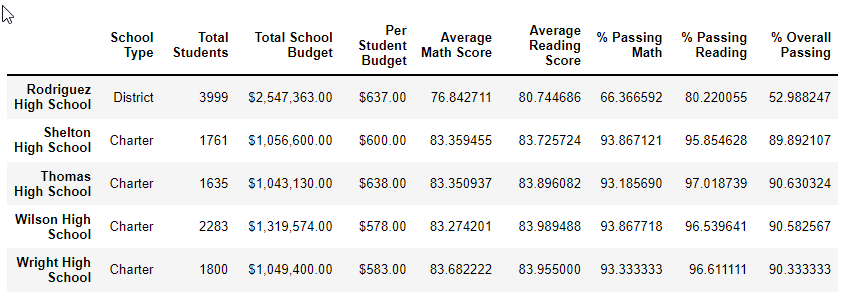 School Type	Total Students	Total School Budget	Per Student Budget	Average Math Score	Average Reading Score	% Passing Math	% Passing Reading	% Overall Passing
Rodriguez High School	District	3999	$2,547,363.00	$637.00	76.842711	80.744686	66.366592	80.220055	52.988247
Shelton High School	Charter	1761	$1,056,600.00	$600.00	83.359455	83.725724	93.867121	95.854628	89.892107
Thomas High School	Charter	1635	$1,043,130.00	$638.00	83.350937	83.896082	93.185690	97.018739	90.630324
Wilson High School	Charter	2283	$1,319,574.00	$578.00	83.274201	83.989488	93.867718	96.539641	90.582567
Wright High School	Charter	1800	$1,049,400.00	$583.00	83.682222	83.955000	93.333333	96.611111	90.333333